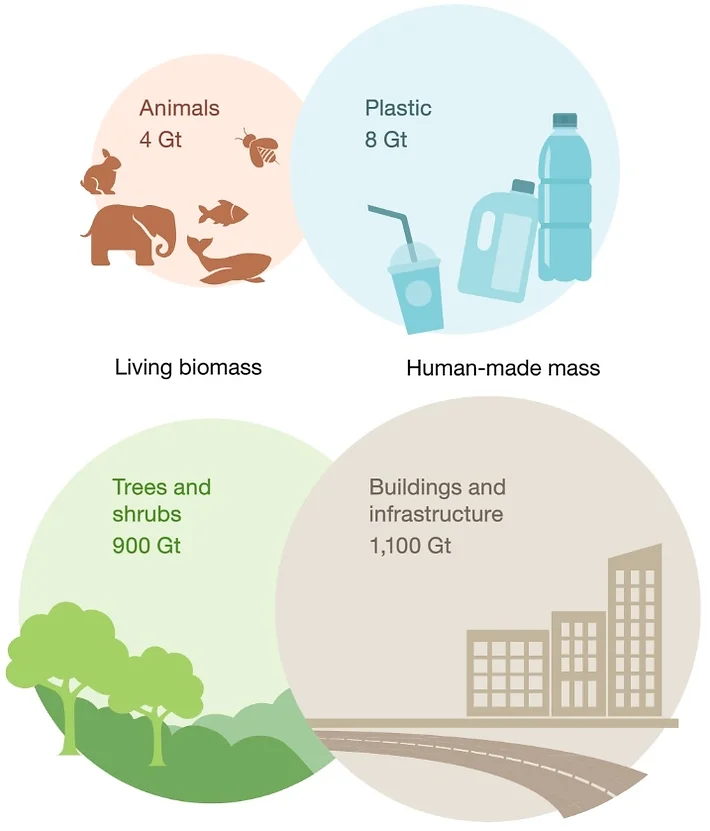 Animals
4 Gt
Plastic
8 Gt
Living biomass
Human-made mass
Trees and
shrubs
900 Gt
Buildings and
infrastructure
1,100 Gt